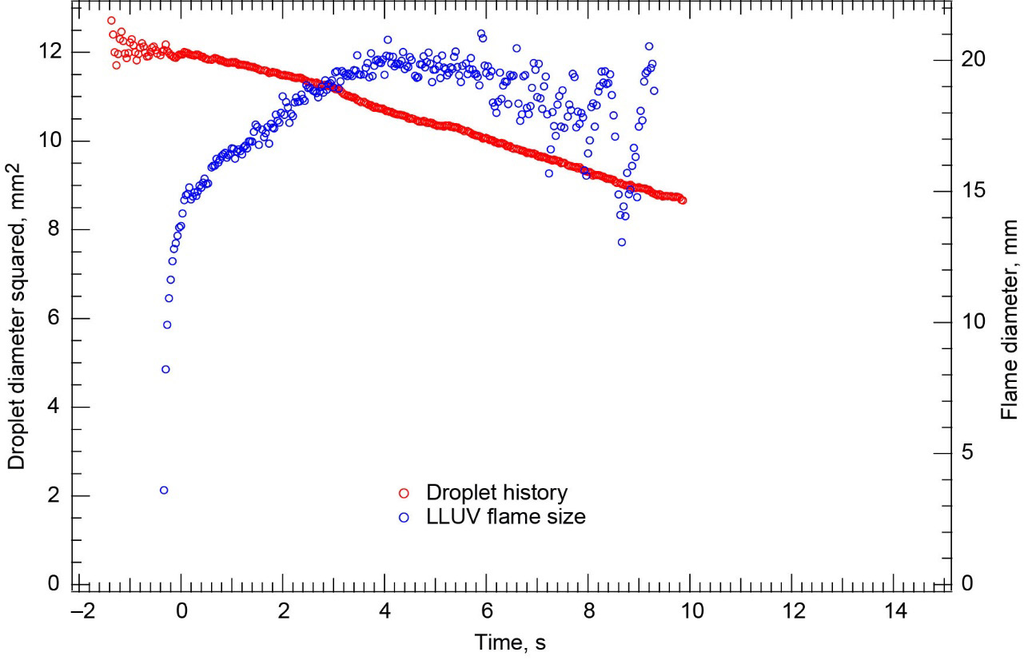 12
10
8
6
4
2
0
Droplet diameter squared, mm2
20
15
10
5
0
Flame diameter, mm
Droplet history
LLUV flame size
–2 0 2 4 6 8 10 12 14
Time, s